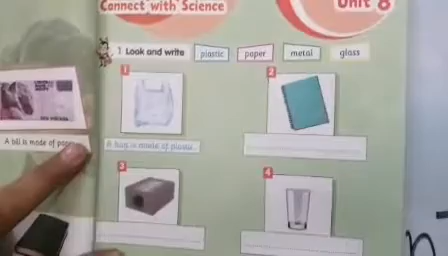 Connect with Science
Unit 8
1 Look and write
plastic
paper
metal
glass
1
2
A bill is made of
A bag is made of plastic.
3
4